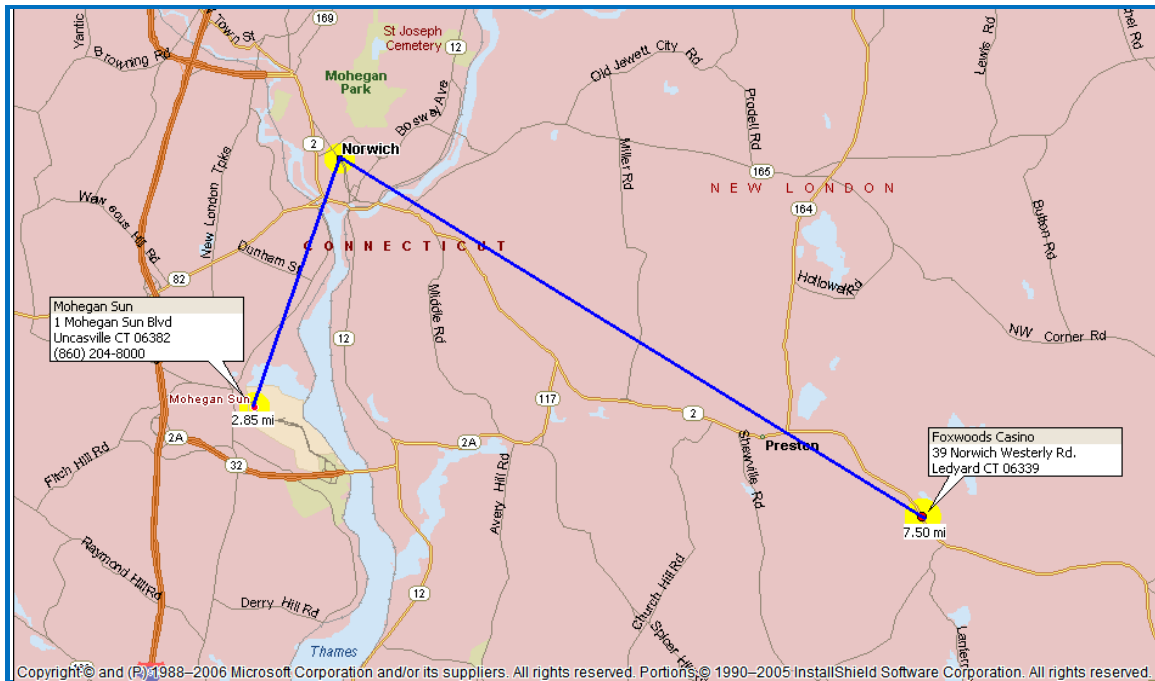 Yantic
Town St
169
St Joseph
Cemetery
12
Browning Rd
Mohegan
Park
Old Jewett City Rd
Lewis Rd
Boswell Ave
Prodell Rd
2
Norwich
Miller Rd
165
NEW LONDON
New London Tpke
164
Button Rd
CONNECTICUT
Dunham St
82
Hollowell Rd
Middle Rd
Mohegan Sun
1 Mohegan Sun Blvd
Uncasville CT 06382
(860) 204-8000
12
NW Corner Rd
Mohegan Sun
2.85 mi
117
2
2A
2A
Preston
Foxwoods Casino
39 Norwich Westerly Rd.
Ledyard CT 06339
Fitch Hill Rd
32
Shewville Rd
Avery Hill Rd
7.50 mi
Raymond Hill Rd
12
Church Hill Rd
Derry Hill Rd
Spicer Hill
Lantern
Thames
Copyright © and (P) 1988–2006 Microsoft Corporation and/or its suppliers. All rights reserved. Portions © 1990–2005 InstallShield Software Corporation. All rights reserved.